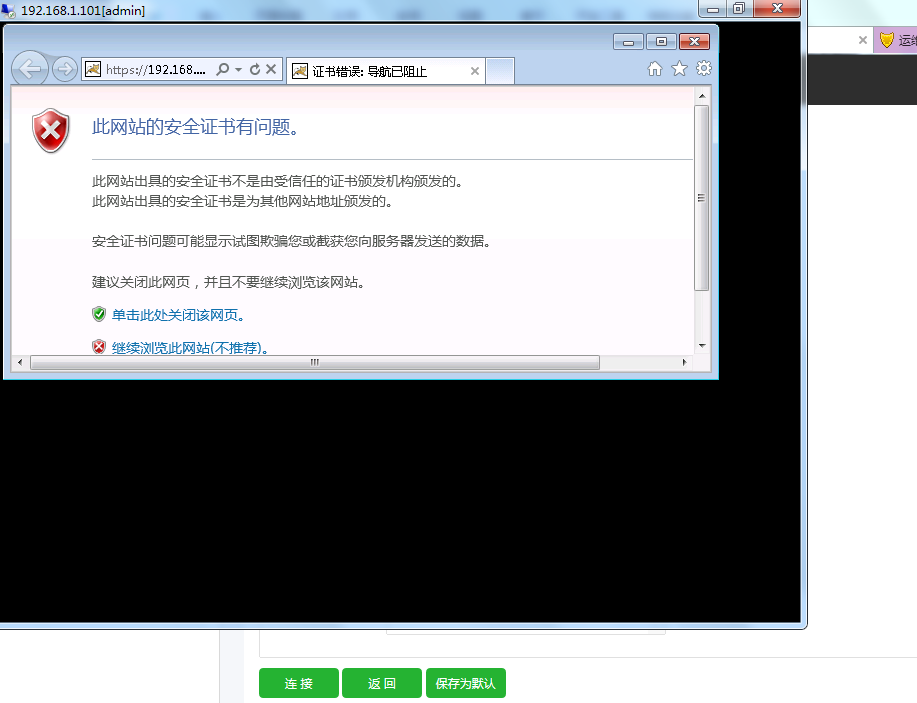 192.168.1.101[admin]
https://192.168....
证书错误: 导航已阻止
运维
此网站的安全证书有问题。
此网站出具的安全证书不是由受信任的证书颁发机构颁发的。
此网站出具的安全证书是为其他网站地址颁发的。
安全证书问题可能显示试图欺骗您或截获您向服务器发送的数据。
建议关闭此网页，并且不要继续浏览该网站。
单击此处关闭该网页。
继续浏览此网站(不推荐)。
连 接
返 回
保存为默认